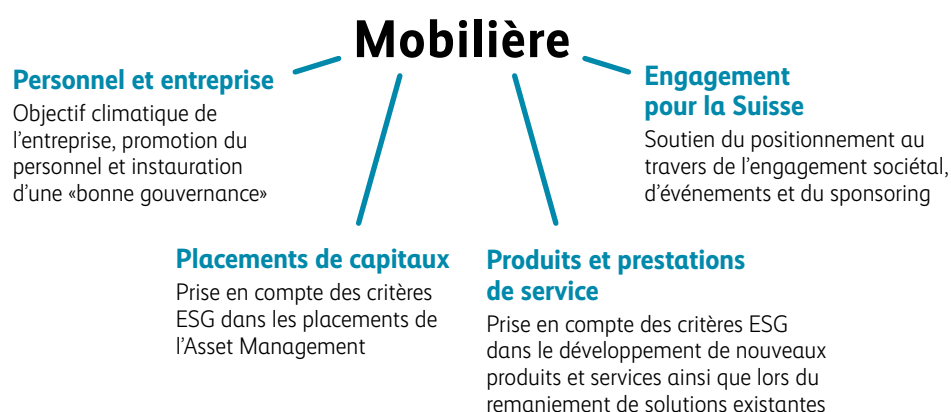 Mobilière
Personnel et entreprise
Objectif climatique de
l’entreprise, promotion du
personnel et instauration
d’une «bonne gouvernance»
Engagement
pour la Suisse
Soutien du positionnement au
travers de l’engagement sociétal,
d’événements et du sponsoring
Placements de capitaux
Prise en compte des critères
ESG dans les placements de
l’Asset Management
Produits et prestations
de service
Prise en compte des critères ESG
dans le développement de nouveaux
produits et services ainsi que lors du
remaniement de solutions existantes